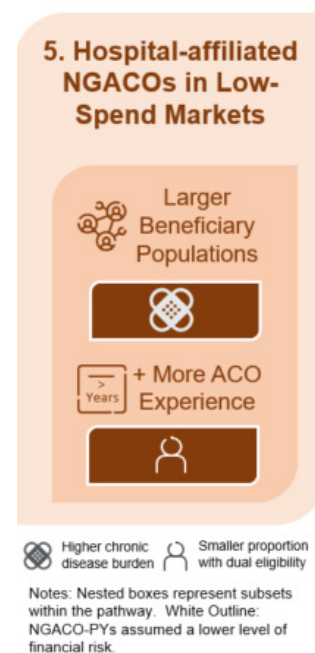 5. Hospital-affiliated
NGACOs in Low-
Spend Markets
Larger
Beneficiary
Populations
>
Years
+ More ACO
Experience
Higher chronic
disease burden
Smaller proportion
with dual eligibility
Notes: Nested boxes represent subsets
within the pathway. White Outline:
NGACO-PYs assumed a lower level of
financial risk.